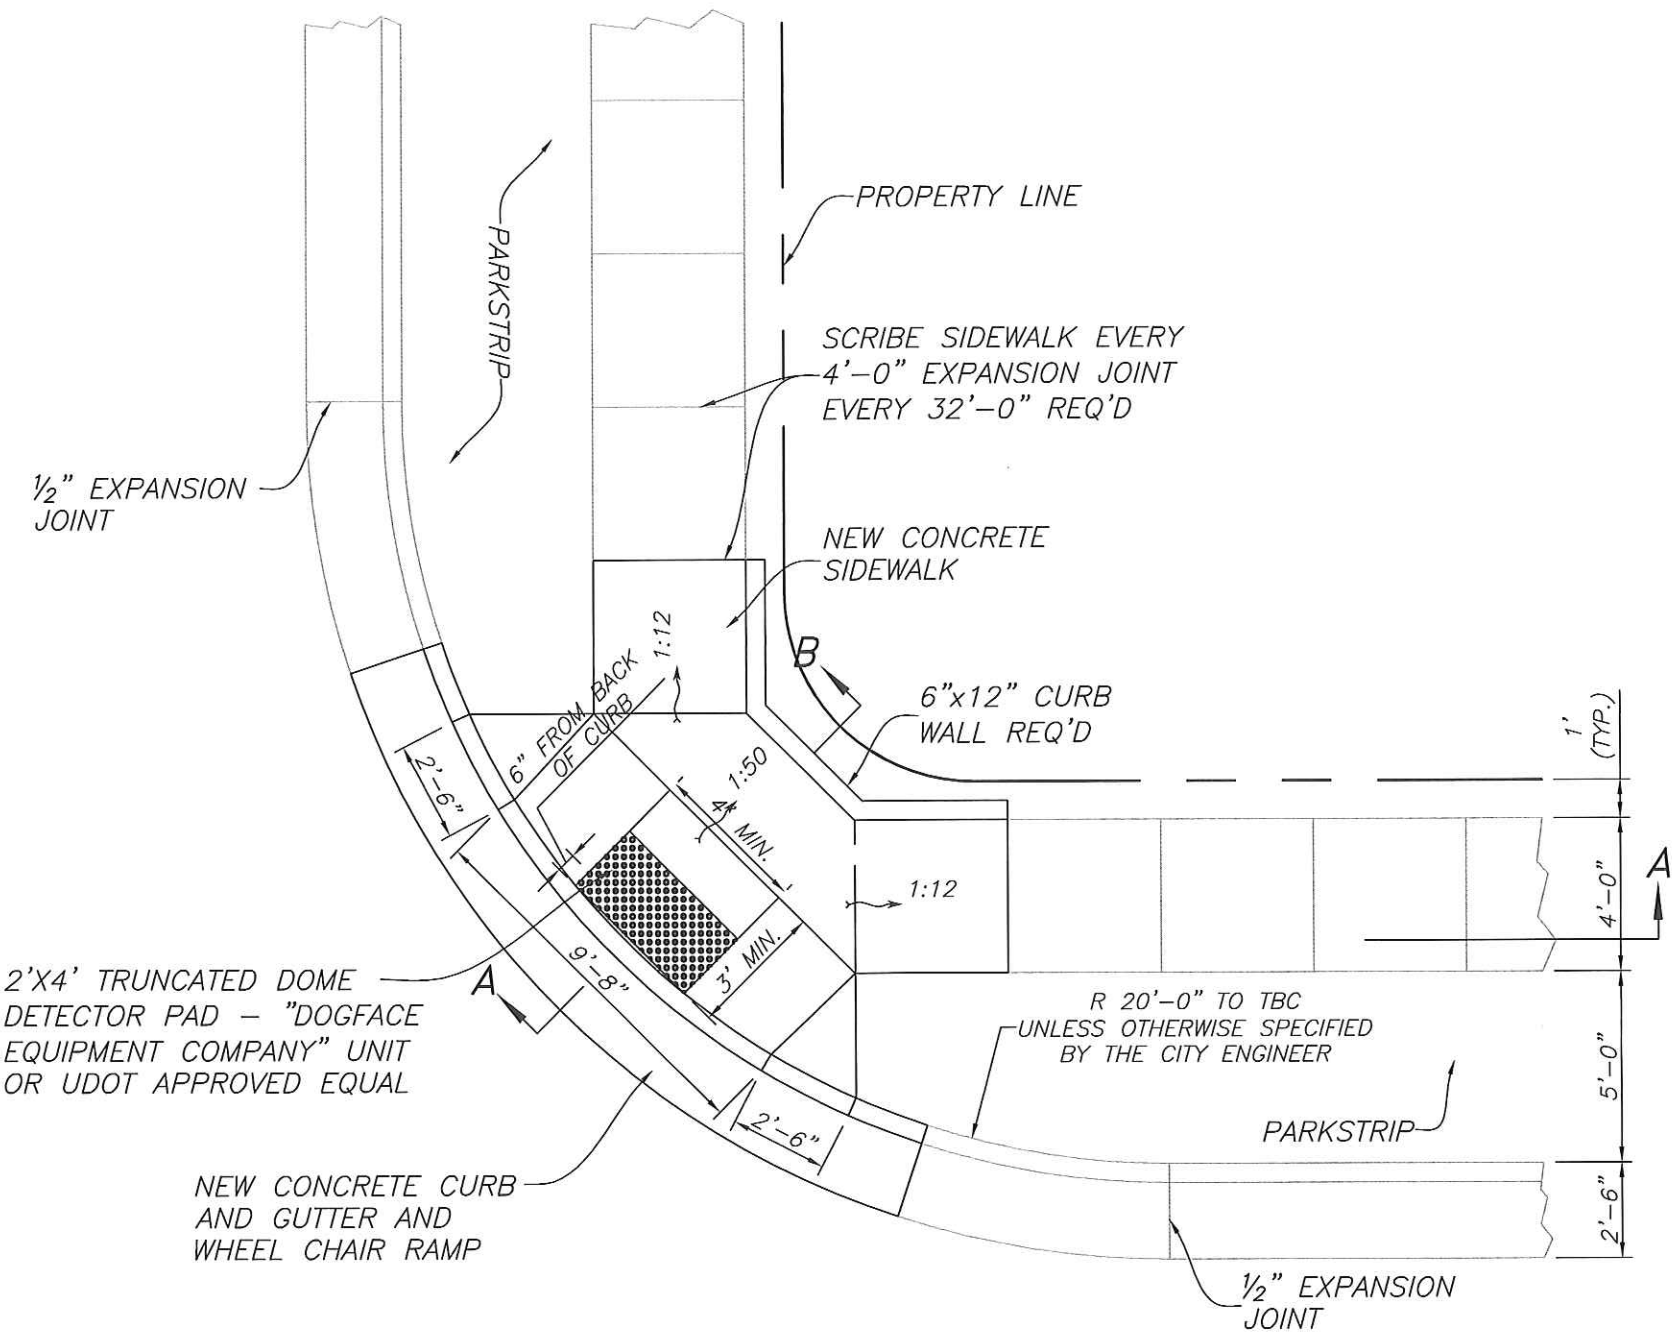 PROPERTY LINE
PARKSTRIP
SCRIBE SIDEWALK EVERY
4'-0" EXPANSION JOINT
EVERY 32'-0" REQ'D
½" EXPANSION
JOINT
NEW CONCRETE
SIDEWALK
1:12
B
6" FROM BACK
OF CURB
6"x12" CURB
WALL REQ'D
1'
(TYP.)
2'-6"
1:50
4' MIN.
1:12
4'-0"
A
9'-8"
3' MIN.
A
2'X4' TRUNCATED DOME
DETECTOR PAD – "DOGFACE
EQUIPMENT COMPANY" UNIT
OR UDOT APPROVED EQUAL
R 20'-0" TO TBC
UNLESS OTHERWISE SPECIFIED
BY THE CITY ENGINEER
5'-0"
PARKSTRIP
2'-6"
NEW CONCRETE CURB
AND GUTTER AND
WHEEL CHAIR RAMP
2'-6"
½" EXPANSION
JOINT